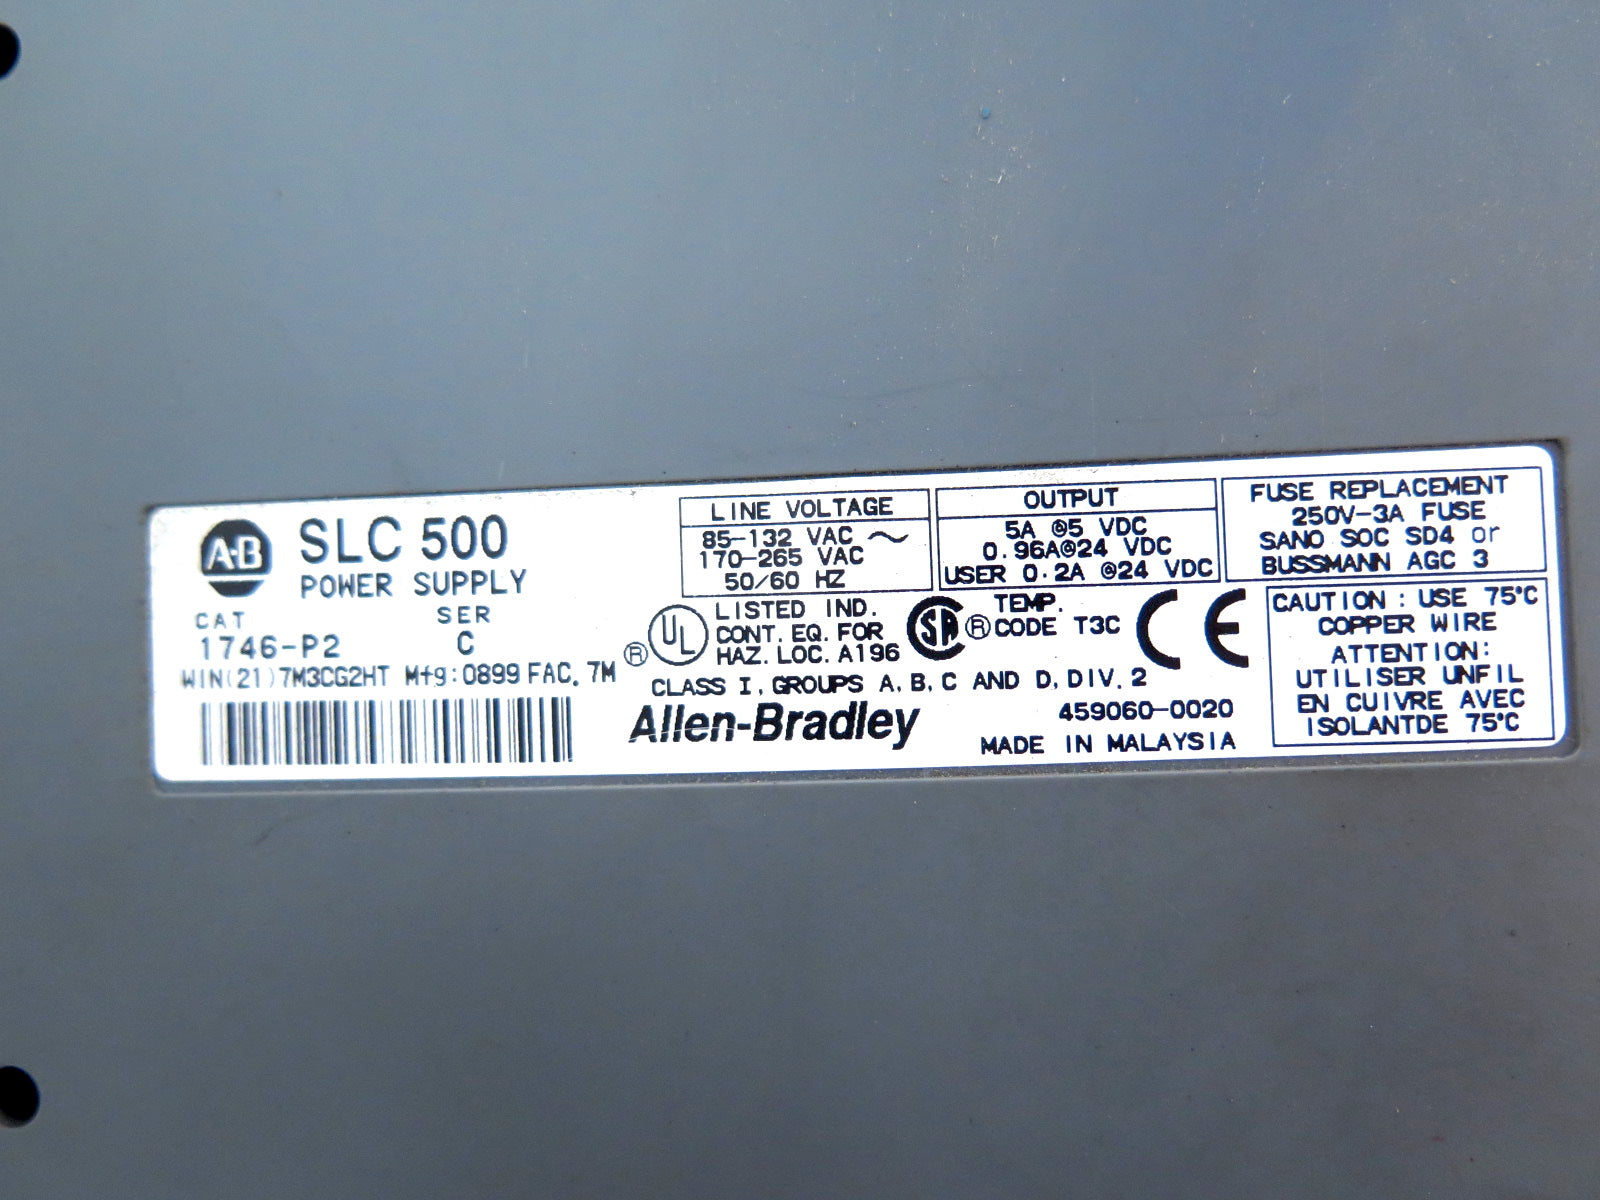 A-B
SLC 500
POWER SUPPLY
CAT SER
1746-P2 C
WIN(21)7M3CG2HT Mfg:0899 FAC. 7M
LINE VOLTAGE
85-132 VAC ~
170-265 VAC
50/60 HZ
OUTPUT
5A @5 VDC
0.96A@24 VDC
USER 0.2A @24 VDC
FUSE REPLACEMENT
250V-3A FUSE
SANO SOC SD4 or
BUSSMANN AGC 3
UL ®
LISTED IND.
CONT. EQ. FOR
HAZ. LOC. A196
SA ®
TEMP.
CODE T3C
CE
CLASS I, GROUPS A, B, C AND D, DIV. 2
Allen-Bradley
459060-0020
MADE IN MALAYSIA
CAUTION : USE 75°C
COPPER WIRE
ATTENTION:
UTILISER UNFIL
EN CUIVRE AVEC
ISOLANTDE 75°C